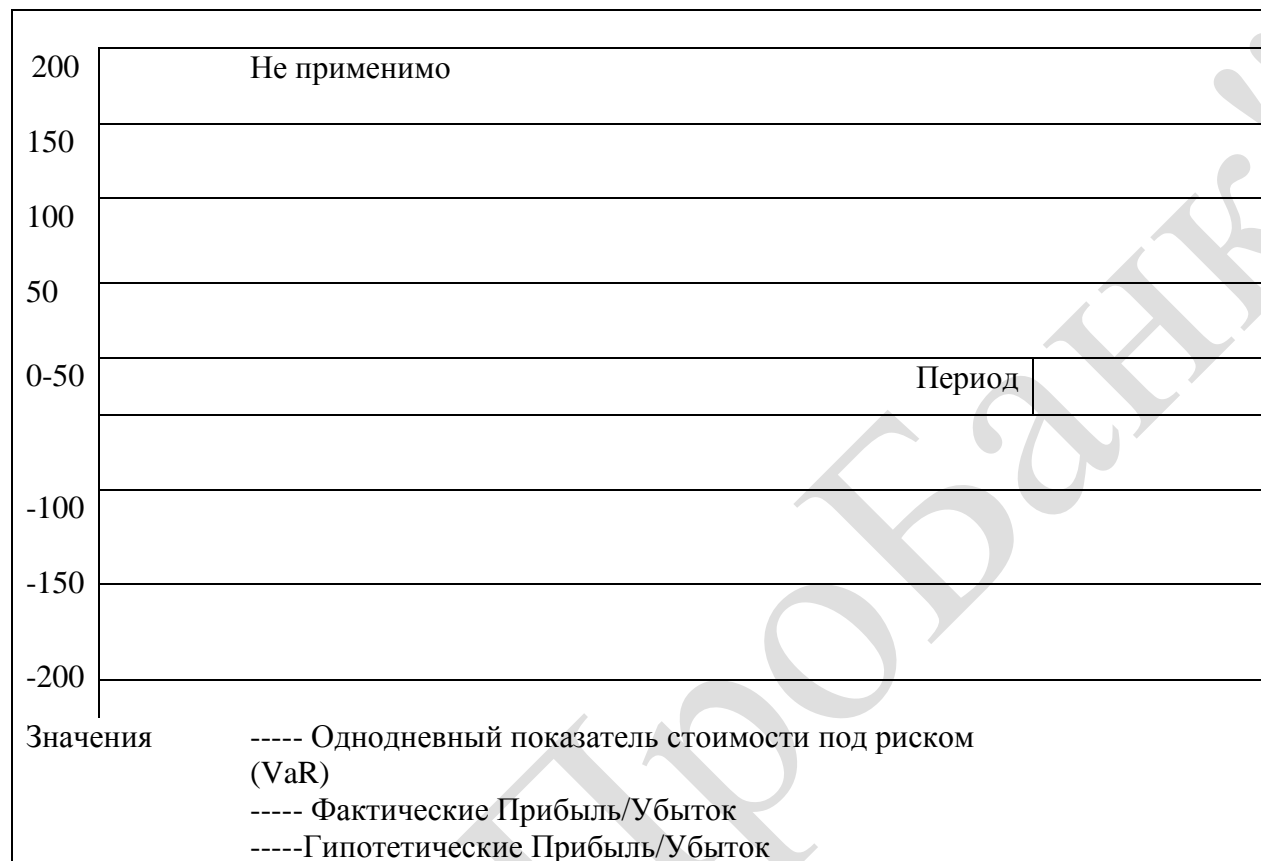 200 Не применимо
150
100
50
0-50 Период
-100
-150
-200
Значения ----- Однодневный показатель стоимости под риском
(VaR)
----- Фактические Прибыль/Убыток
-----Гипотетические Прибыль/Убыток
ПроБанк"